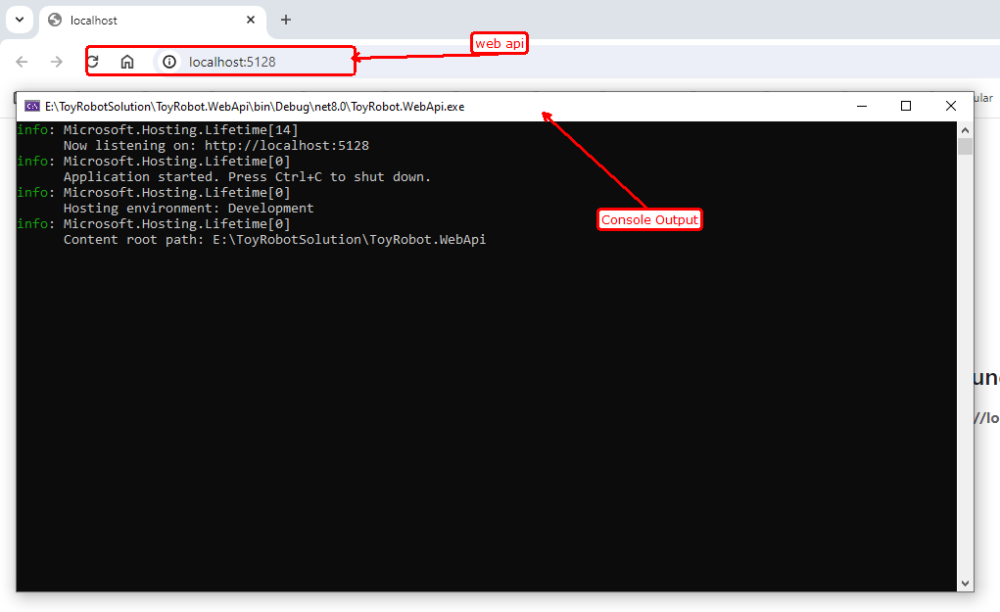 localhost
web api
localhost:5128
ular
E:\ToyRobotSolution\ToyRobot.WebApi\bin\Debug\net8.0\ToyRobot.WebApi.exe
info: Microsoft.Hosting.Lifetime[14]
Now listening on: http://localhost:5128
info: Microsoft.Hosting.Lifetime[0]
Application started. Press Ctrl+C to shut down.
info: Microsoft.Hosting.Lifetime[0]
Hosting environment: Development
info: Microsoft.Hosting.Lifetime[0]
Content root path: E:\ToyRobotSolution\ToyRobot.WebApi
Console Output
//lo